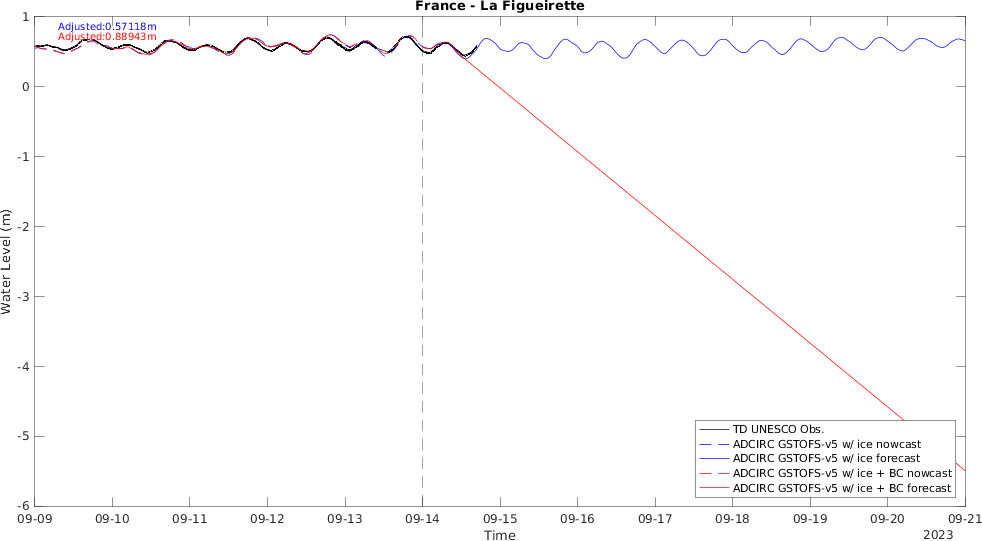 France - La Figueirette
Adjusted:0.57118m
Adjusted:0.88943m
1
0
-1
-2
-3
-4
-5
-6
Water Level (m)
TD UNESCO Obs.
ADCIRC GSTOFS-v5 w/ ice nowcast
ADCIRC GSTOFS-v5 w/ ice forecast
ADCIRC GSTOFS-v5 w/ ice + BC nowcast
ADCIRC GSTOFS-v5 w/ ice + BC forecast
09-09 09-10 09-11 09-12 09-13 09-14 09-15 09-16 09-17 09-18 09-19 09-20 09-21
Time
2023